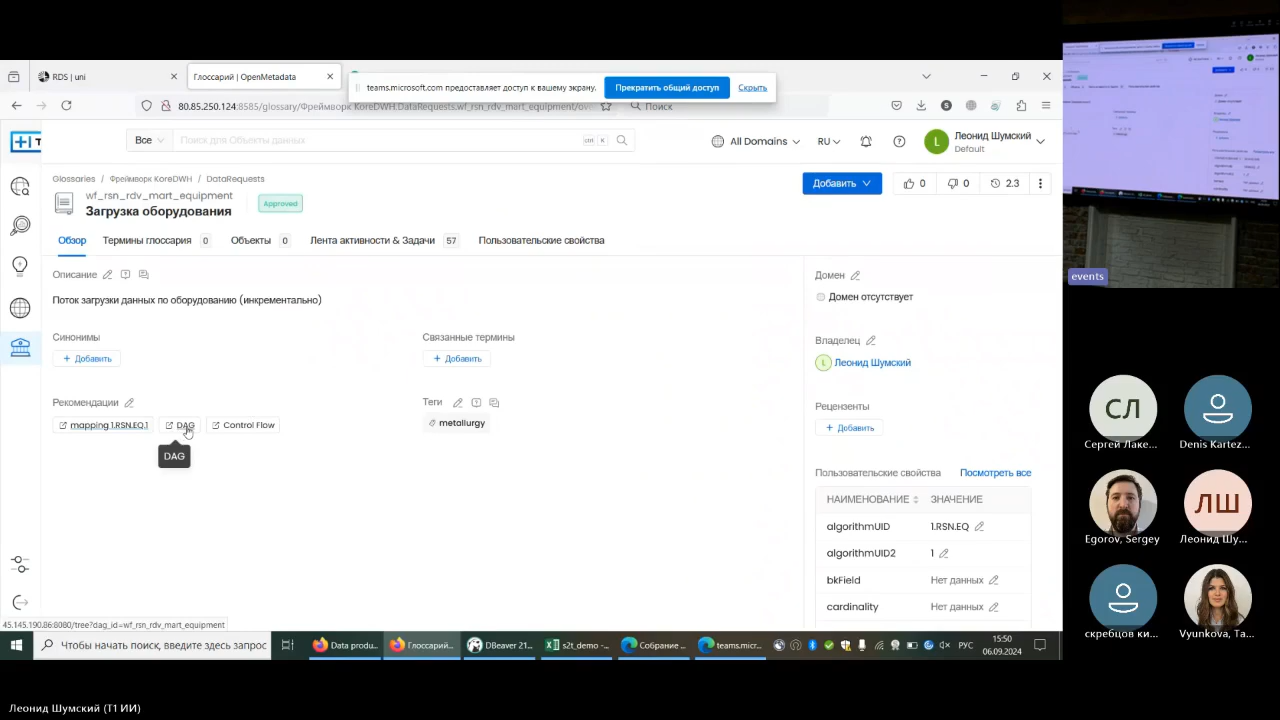 RDS | uni
Глоссарий | OpenMetadata
teams.microsoft.com предоставляет доступ к вашему экрану.
Прекратить общий доступ
Скрыть
80.85.250.124:8585/glossary/Фреймворк KoreDWH.DataRequests.wf_rsn_rdv_mart_equipment/ov
Поиск
Все
Поиск для Объекты данных
ctrl K
All Domains
RU
L
Леонид Шумский
Default
Glossaries / Фреймворк KoreDWH / DataRequests
wf_rsn_rdv_mart_equipment
Загрузка оборудования
Approved
Добавить
0
0
2.3
Обзор
Термины глоссария 0
Объекты 0
Лента активности & Задачи 57
Пользовательские свойства
Описание
Поток загрузки данных по оборудованию (инкрементально)
Синонимы
+ Добавить
Связанные термины
+ Добавить
Рекомендации
mapping 1.RSN.EQ.1
DAG
Control Flow
DAG
Теги
metallurgy
Домен
Домен отсутствует
Владелец
L Леонид Шумский
Рецензенты
+ Добавить
Пользовательские свойства Посмотреть все
НАИМЕНОВАНИЕ ЗНАЧЕНИЕ
algorithmUID 1.RSN.EQ
algorithmUID2 1
bkField Нет данных
cardinality Нет данных
45.145.190.86:8080/tree?dag_id=wf_rsn_rdv_mart_equipment
Чтобы начать поиск, введите здесь запрос
Data produ...
Глоссарий...
DBeaver 21...
s2t_demo -...
Собрание ...
teams.micr...
РУС
15:50
06.09.2024
events
СЛ
Сергей Лаке...
Denis Kartez...
Egorov, Sergey
ЛШ
Леонид Шу...
скребцов ки...
Vyunkova, Ta...
Леонид Шумский (Т1 ИИ)